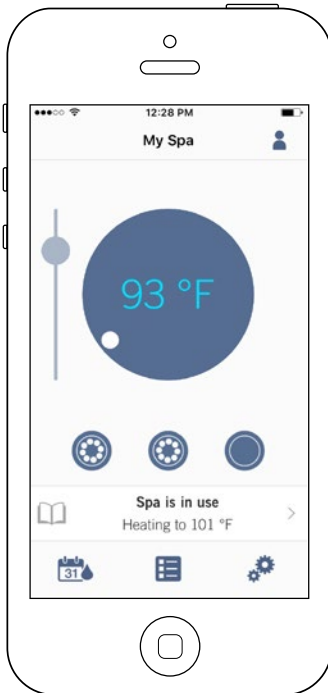 12:28 PM
My Spa
93 °F
Spa is in use
Heating to 101 °F
31